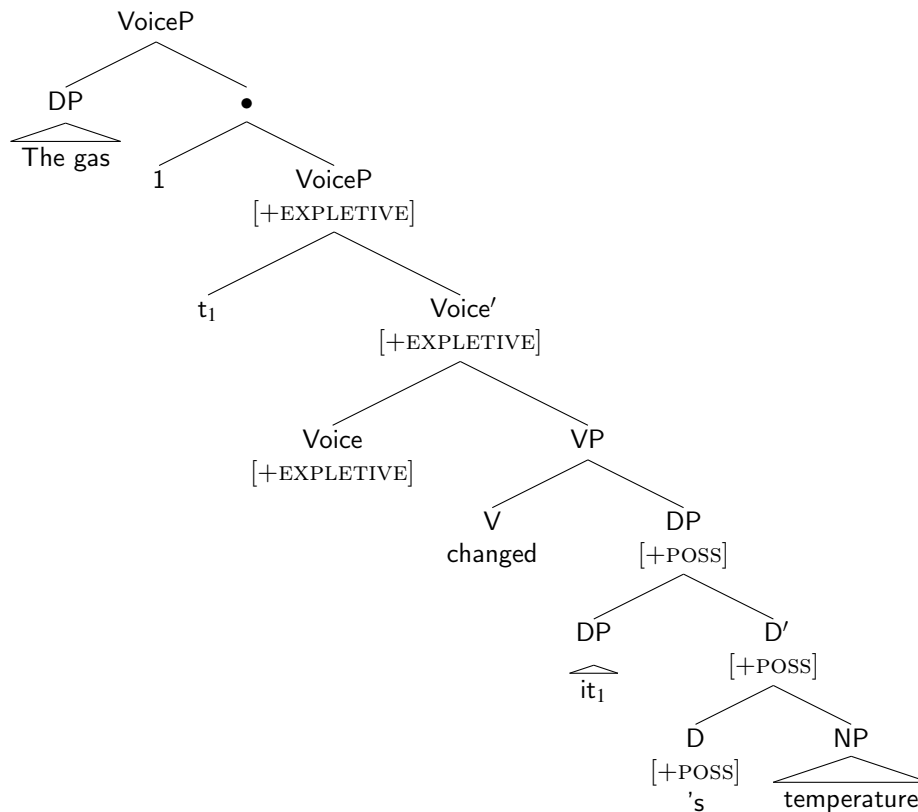 VoiceP
DP •
The gas 1 VoiceP
[+EXPLETIVE]
t1 Voice′
[+EXPLETIVE]
Voice VP
[+EXPLETIVE]
V DP
changed [+POSS]
DP D′
[+POSS]
it1
D NP
[+POSS]
's temperature